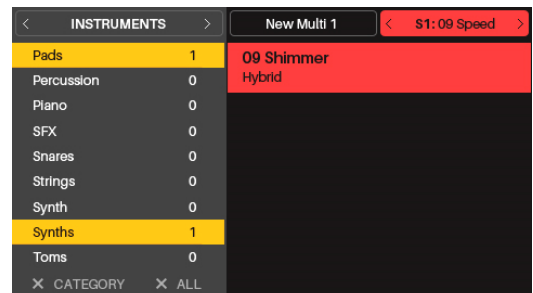 < INSTRUMENTS > New Multi 1 < S1: 09 Speed >
Pads 1
Percussion 0
Piano 0
SFX 0
Snares 0
Strings 0
Synth 0
Synths 1
Toms 0
× CATEGORY × ALL
09 Shimmer
Hybrid